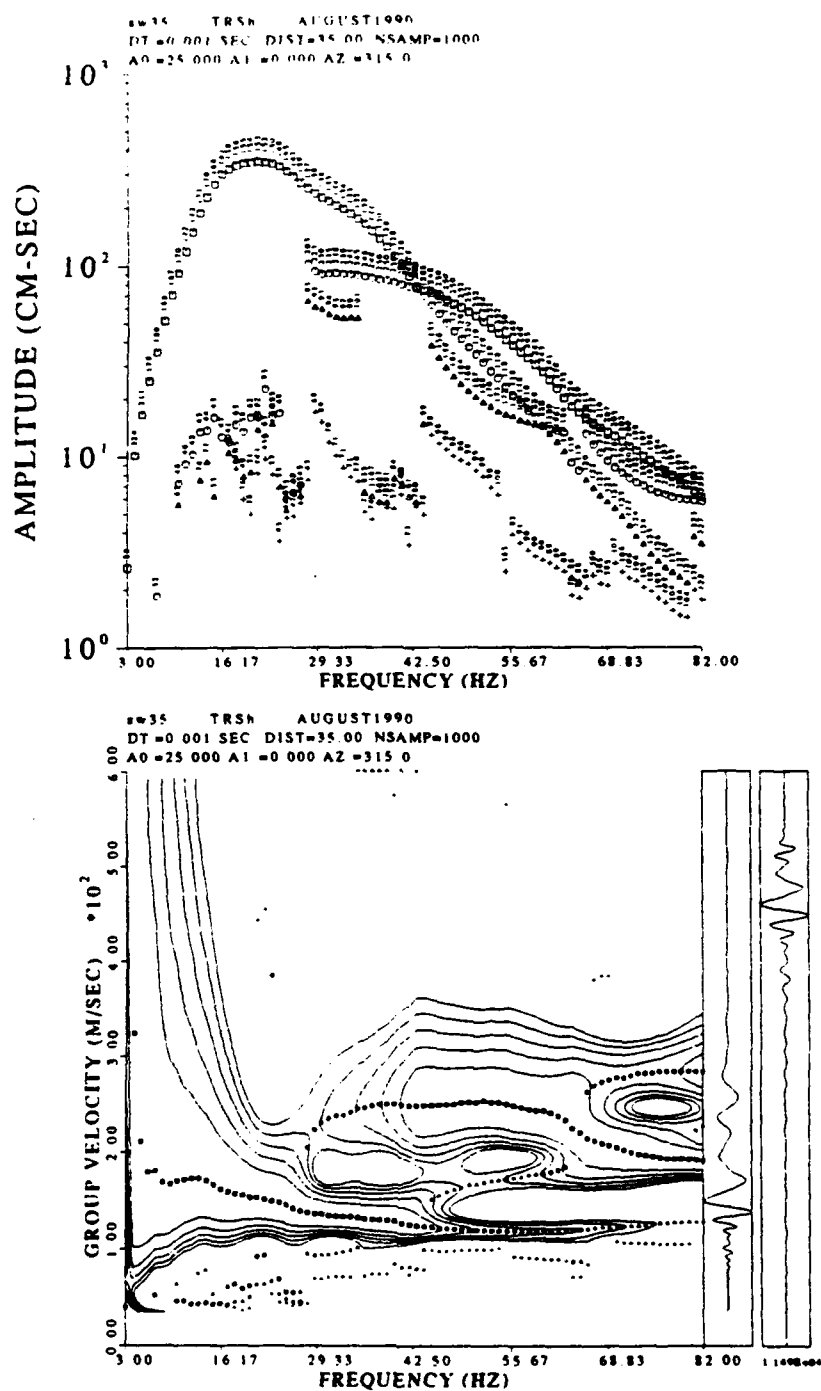 sw35 TRSh AUGUST1990
DT=0.001 SEC DIST=35.00 NSAMP=1000
A0=25.000 A1=0.000 AZ=315.0
AMPLITUDE (CM-SEC)
10³
10²
10¹
10⁰
3.00 16.17 29.33 42.50 55.67 68.83 82.00
FREQUENCY (HZ)
sw35 TRSh AUGUST1990
DT=0.001 SEC DIST=35.00 NSAMP=1000
A0=25.000 A1=0.000 AZ=315.0
GROUP VELOCITY (M/SEC) *10²
6.00
5.00
4.00
3.00
2.00
1.00
0.00
3.00 16.17 29.33 42.50 55.67 68.83 82.00
FREQUENCY (HZ)